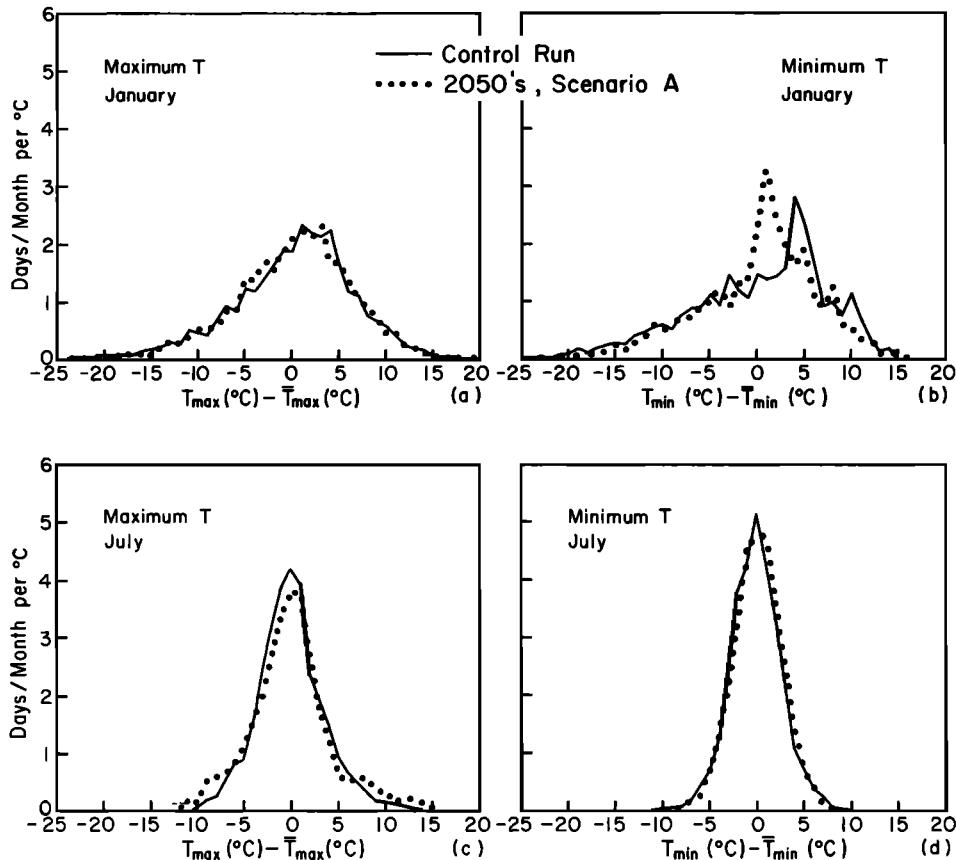 Control Run
2050's, Scenario A
Maximum T
January
Days/Month per °C
6
5
4
3
2
1
0
-25 -20 -15 -10 -5 0 5 10 15 20
T̅max(°C)-T̅max(°C) (a)
Minimum T
January
-25 -20 -15 -10 -5 0 5 10 15 20
Tmin(°C)-T̅min(°C) (b)
Maximum T
July
Days/Month per °C
6
5
4
3
2
1
0
-25 -20 -15 -10 -5 0 5 10 15 20
Tmax(°C)-T̅max(°C) (c)
Minimum T
July
-25 -20 -15 -10 -5 0 5 10 15 20
Tmin(°C)-T̅min(°C) (d)